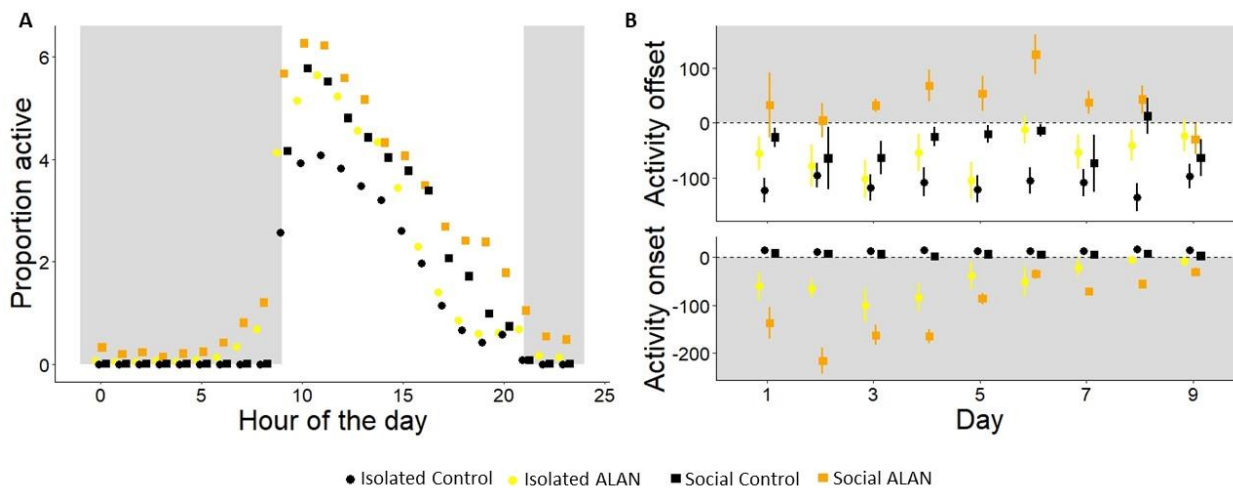 A
Proportion active
6
4
2
0
0
5
10
15
20
25
Hour of the day
B
Activity offset
100
0
-100
Activity onset
0
-100
-200
1
3
5
7
9
Day
Isolated Control
Isolated ALAN
Social Control
Social ALAN